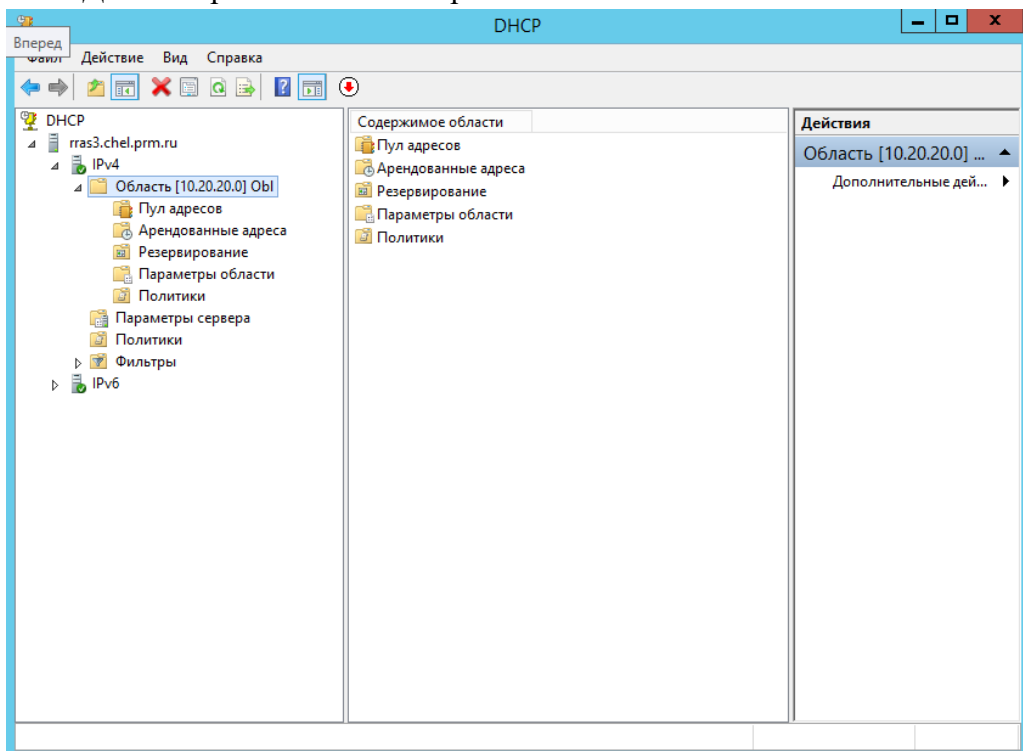 DHCP
Вперед
Файл Действие Вид Справка
DHCP
rras3.chel.prm.ru
IPv4
Область [10.20.20.0] Obl
Пул адресов
Арендованные адреса
Резервирование
Параметры области
Политики
Параметры сервера
Политики
Фильтры
IPv6
Содержимое области
Пул адресов
Арендованные адреса
Резервирование
Параметры области
Политики
Действия
Область [10.20.20.0] ...
Дополнительные дей...